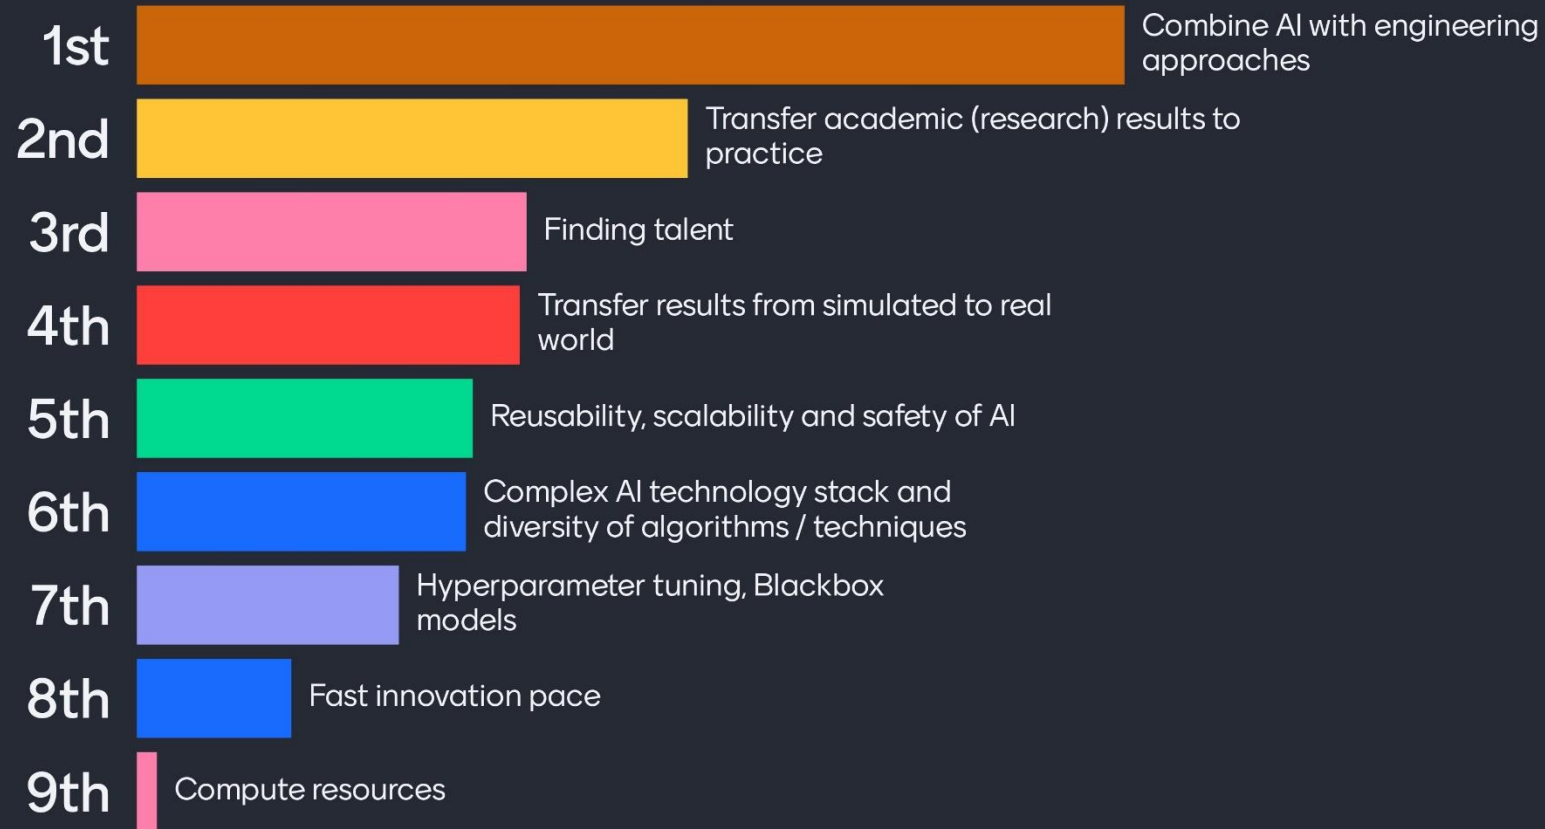 1st
Combine AI with engineering
approaches
2nd
Transfer academic (research) results to
practice
3rd
Finding talent
4th
Transfer results from simulated to real
world
5th
Reusability, scalability and safety of AI
6th
Complex AI technology stack and
diversity of algorithms / techniques
7th
Hyperparameter tuning, Blackbox
models
8th
Fast innovation pace
9th
Compute resources